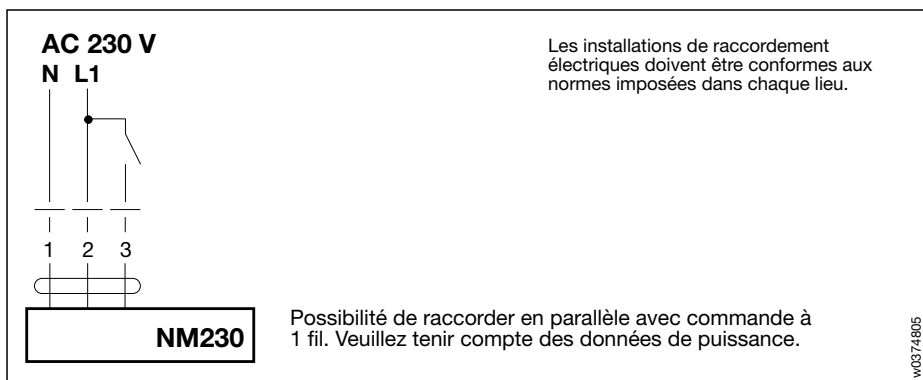 AC 230 V
N L1
Les installations de raccordement
électriques doivent être conformes aux
normes imposées dans chaque lieu.
1 2 3
NM230
Possibilité de raccorder en parallèle avec commande à
1 fil. Veuillez tenir compte des données de puissance.
w0374805